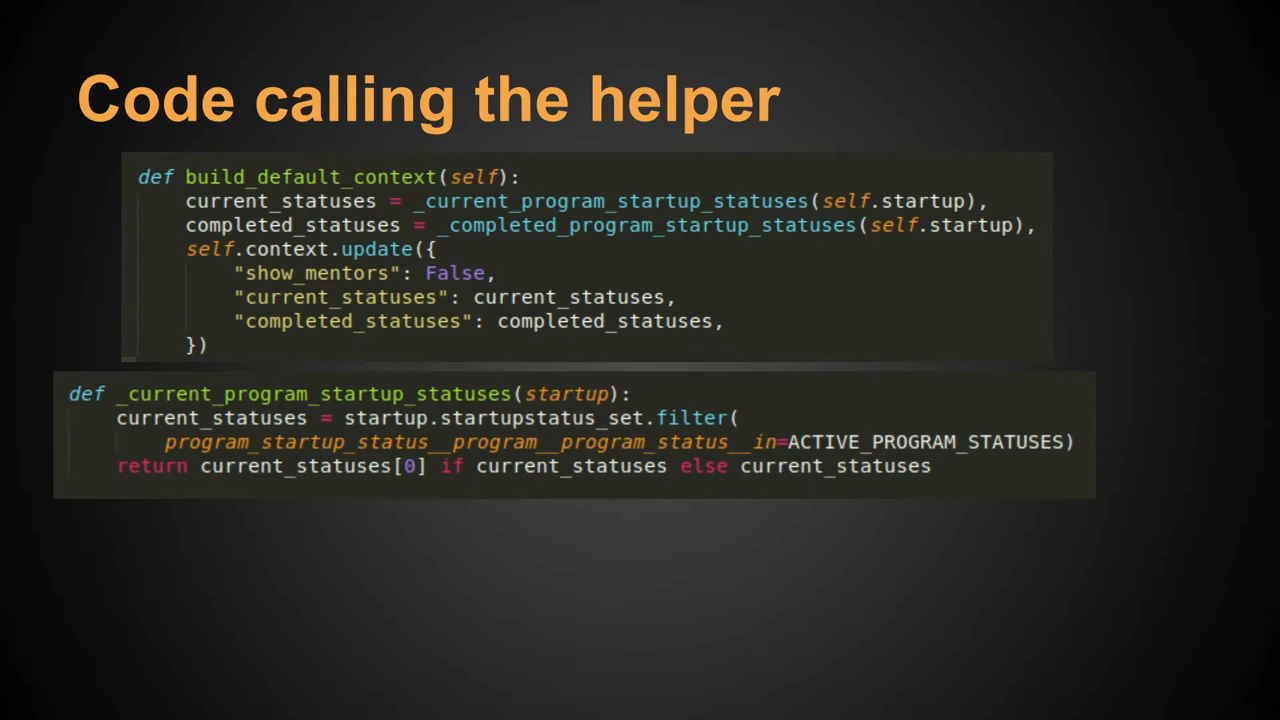 Code calling the helper
def build_default_context(self):
    current_statuses = _current_program_startup_statuses(self.startup),
    completed_statuses = _completed_program_startup_statuses(self.startup),
    self.context.update({
        "show_mentors": False,
        "current_statuses": current_statuses,
        "completed_statuses": completed_statuses,
    })
def _current_program_startup_statuses(startup):
    current_statuses = startup.startupstatus_set.filter(
        program_startup_status__program__program_status__in=ACTIVE_PROGRAM_STATUSES)
    return current_statuses[0] if current_statuses else current_statuses